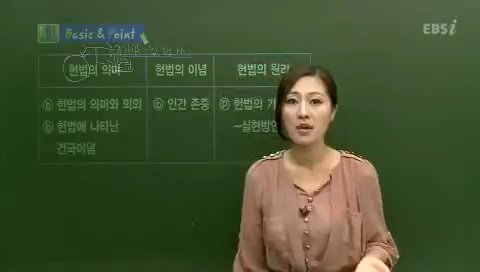 Basic & Point
EBSi
헌법의 의미
헌법의 이념
헌법의 원리
ⓑ 헌법의 의미와 의의
ⓑ 헌법에 나타난
건국이념
ⓑ 인간 존중
ⓟ 헌법의 기
–실현방안